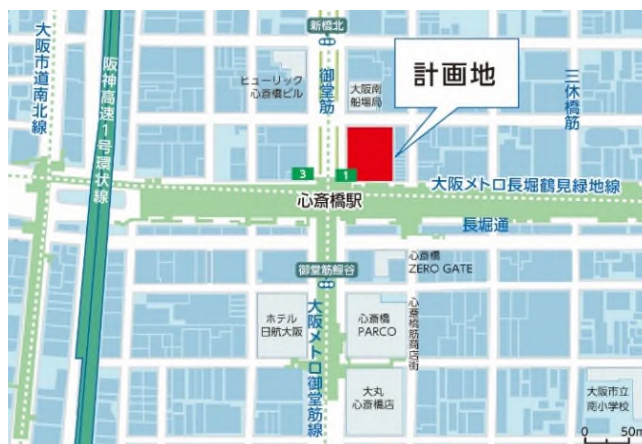 新橋北
大阪市道南北線
阪神高速1号環状線
ヒューリック
心斎橋ビル
御堂筋
大阪南
船場局
計画地
三休橋筋
3
1
心斎橋駅
大阪メトロ長堀鶴見緑地線
長堀通
御堂筋鰻谷
心斎橋
ZERO GATE
ホテル
日航大阪
大阪メトロ御堂筋線
心斎橋
PARCO
心斎橋筋商店街
大丸
心斎橋店
大阪市立
南小学校
0 50m